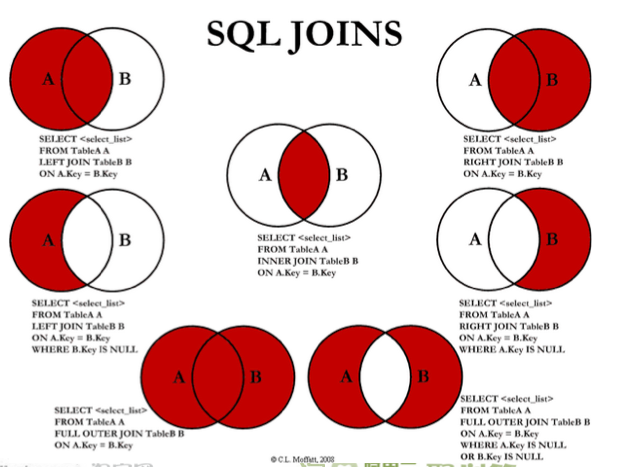 SQL JOINS
A
B
SELECT <select_list>
FROM TableA A
LEFT JOIN TableB B
ON A.Key = B.Key
A
B
SELECT <select_list>
FROM TableA A
RIGHT JOIN TableB B
ON A.Key = B.Key
A
B
SELECT <select_list>
FROM TableA A
INNER JOIN TableB B
ON A.Key = B.Key
A
B
SELECT <select_list>
FROM TableA A
LEFT JOIN TableB B
ON A.Key = B.Key
WHERE B.Key IS NULL
A
B
SELECT <select_list>
FROM TableA A
RIGHT JOIN TableB B
ON A.Key = B.Key
WHERE A.Key IS NULL
A
B
SELECT <select_list>
FROM TableA A
FULL OUTER JOIN TableB B
ON A.Key = B.Key
A
B
SELECT <select_list>
FROM TableA A
FULL OUTER JOIN TableB B
ON A.Key = B.Key
WHERE A.Key IS NULL
OR B.Key IS NULL
© C.L. Moffatt, 2008